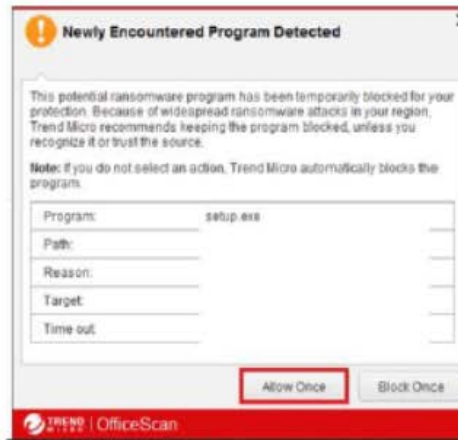 Newly Encountered Program Detected
This potential ransomware program has been temporarily blocked for your
protection. Because of widespread ransomware attacks in your region,
Trend Micro recommends keeping the program blocked, unless you
recognize it or trust the source.
Note: If you do not select an action, Trend Micro automatically blocks the
program.
Program: setup.exe
Path:
Reason:
Target:
Time out:
Allow Once Block Once
TREND MICRO | OfficeScan